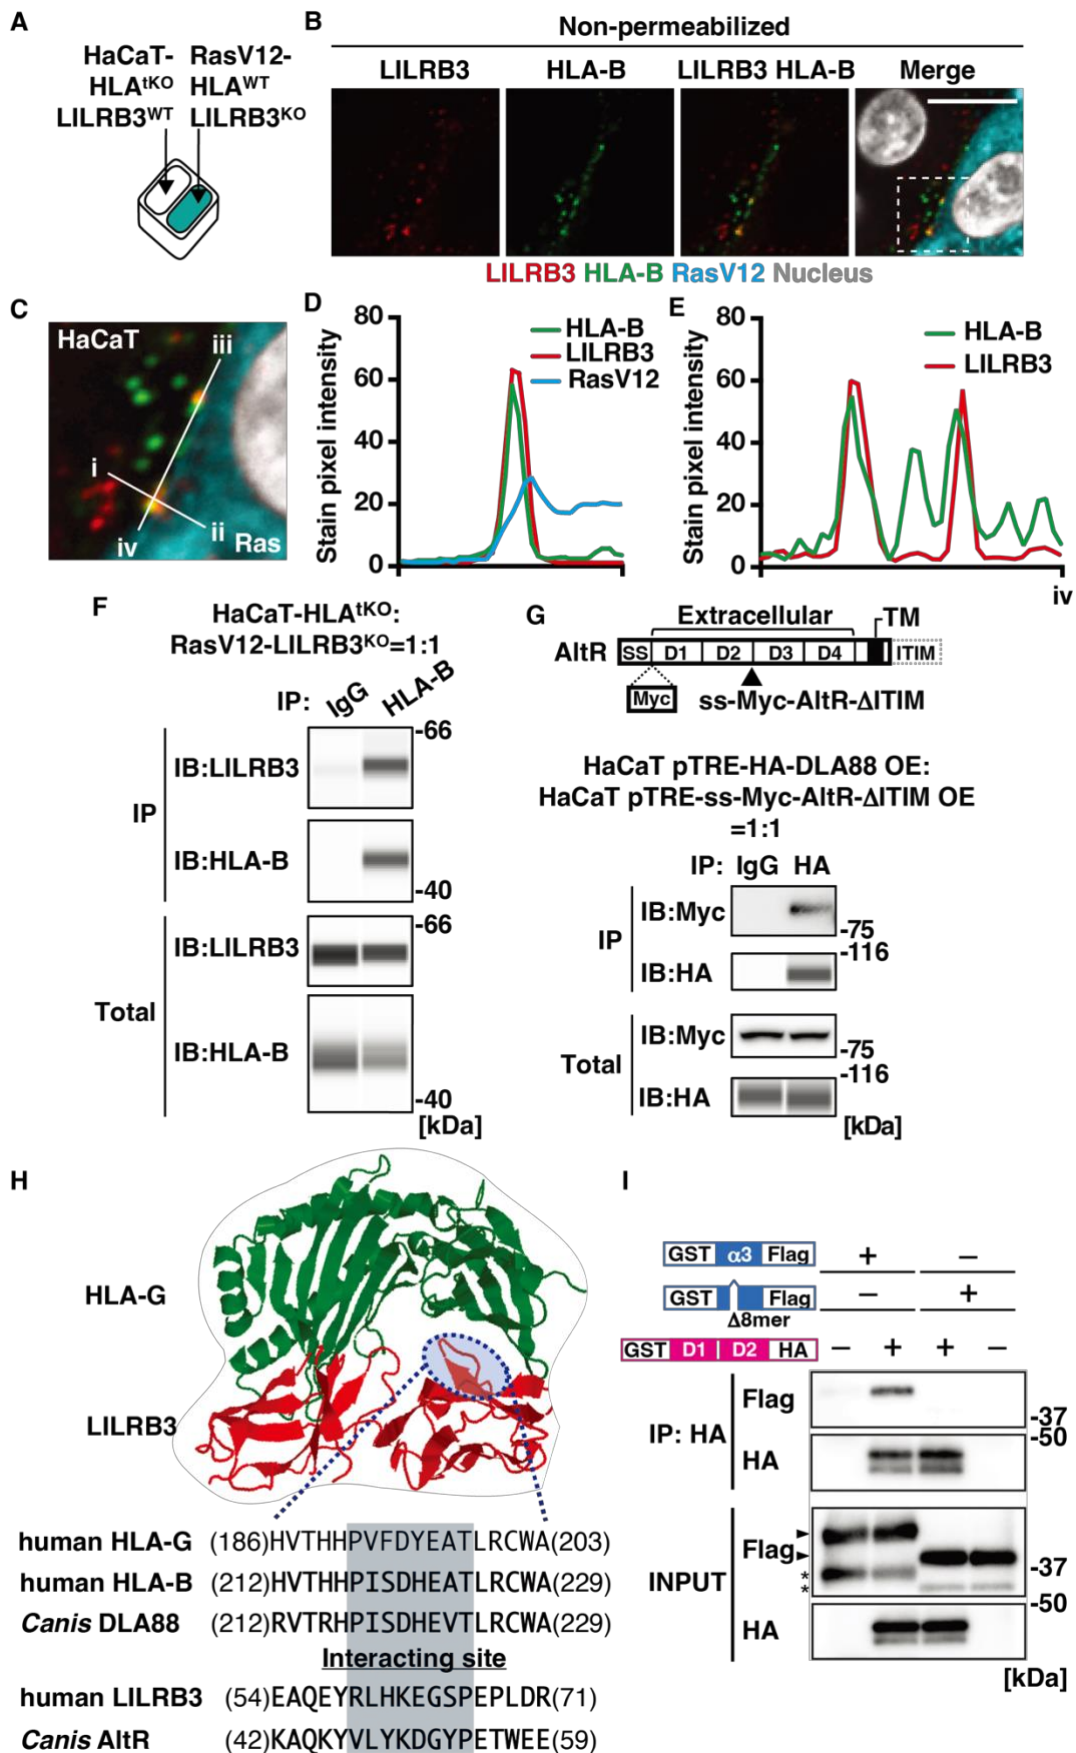 A
HaCaT- RasV12-
HLAtKO HLAWT
LILRB3WT LILRB3KO
B
Non-permeabilized
LILRB3 HLA-B LILRB3 HLA-B Merge
LILRB3 HLA-B RasV12 Nucleus
C
HaCaT
iii
i
ii
iv
Ras
D
Stain pixel intensity
80
60
40
20
0
HLA-B
LILRB3
RasV12
E
Stain pixel intensity
80
60
40
20
0
HLA-B
LILRB3
iv
F
HaCaT-HLAtKO:
RasV12-LILRB3KO=1:1
IP: IgG HLA-B
-66
IB:LILRB3
IP
IB:HLA-B
-40
-66
IB:LILRB3
Total
IB:HLA-B
-40
[kDa]
G
Extracellular TM
AltR SS D1 D2 D3 D4 ITIM
Myc ss-Myc-AltR-ΔITIM
HaCaT pTRE-HA-DLA88 OE:
HaCaT pTRE-ss-Myc-AltR-ΔITIM OE
=1:1
IP: IgG HA
IB:Myc
-75
IP
-116
IB:HA
IB:Myc
-75
Total
-116
IB:HA
[kDa]
H
HLA-G
LILRB3
human HLA-G (186)HVTHHPVFDYEATLRCWA(203)
human HLA-B (212)HVTHHPISDHEATLRCWA(229)
Canis DLA88 (212)RVTRHPISDHEVTLRCWA(229)
Interacting site
human LILRB3 (54)EAQEYRLHKEGSPEPLDR(71)
Canis AltR (42)KAQKYVLYKDGYPETWEE(59)
I
GST α3 Flag + −
GST Flag − +
Δ8mer
GST D1 D2 HA − + + −
Flag
-37
IP: HA
-50
HA
Flag
-37
*
*
INPUT
-50
HA
[kDa]